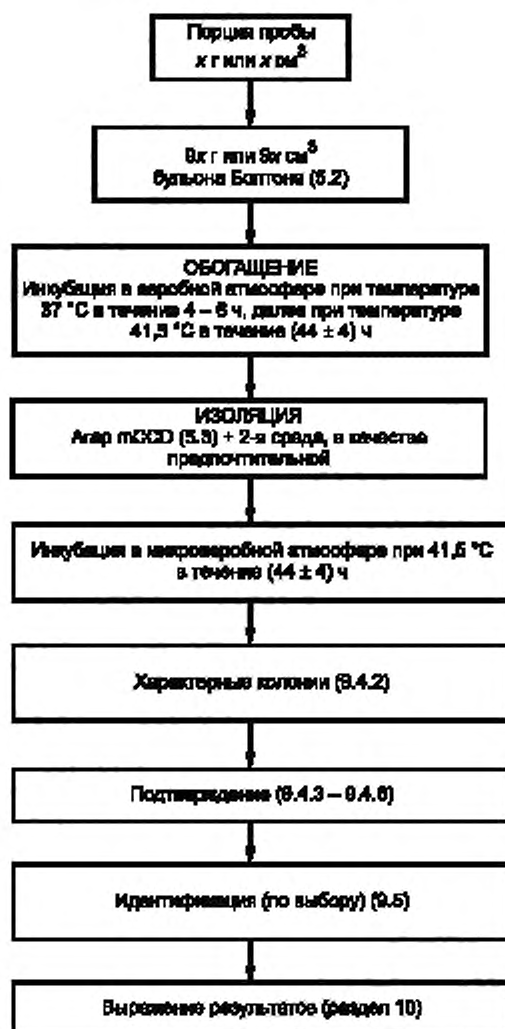 Порция пробы
x г или x см³
9x г или 9x см³
бульона Болтона (5.2)
ОБОГАЩЕНИЕ
Инкубация в аэробной атмосфере при температуре
37 °C в течение 4 – 6 ч, далее при температуре
41,5 °C в течение (44 ± 4) ч
ИЗОЛЯЦИЯ
Агар mCCD (5.3) + 2-я среда, в качестве
предпочтительной
Инкубация в микроаэробной атмосфере при 41,5 °C
в течение (44 ± 4) ч
Характерные колонии (9.4.2)
Подтверждение (9.4.3 – 9.4.6)
Идентификация (по выбору) (9.5)
Выражение результатов (раздел 10)